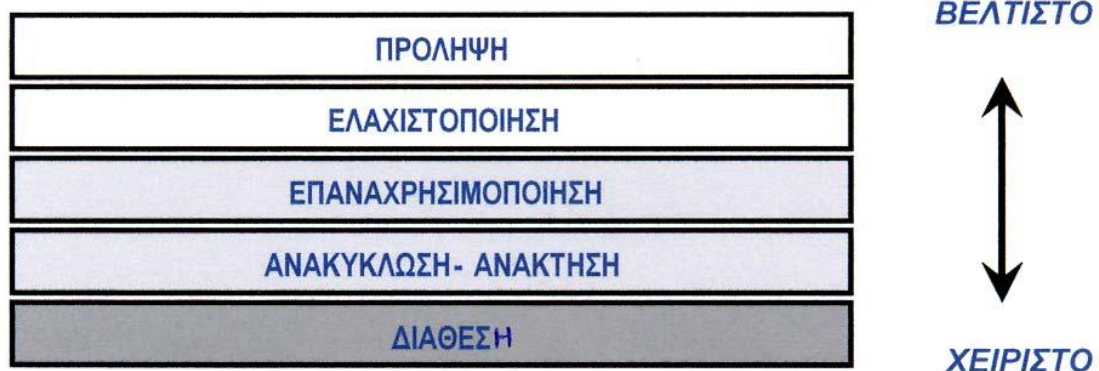 ΒΕΛΤΙΣΤΟ
ΠΡΟΛΗΨΗ
ΕΛΑΧΙΣΤΟΠΟΙΗΣΗ
ΕΠΑΝΑΧΡΗΣΙΜΟΠΟΙΗΣΗ
ΑΝΑΚΥΚΛΩΣΗ- ΑΝΑΚΤΗΣΗ
ΔΙΑΘΕΣΗ
ΧΕΙΡΙΣΤΟ